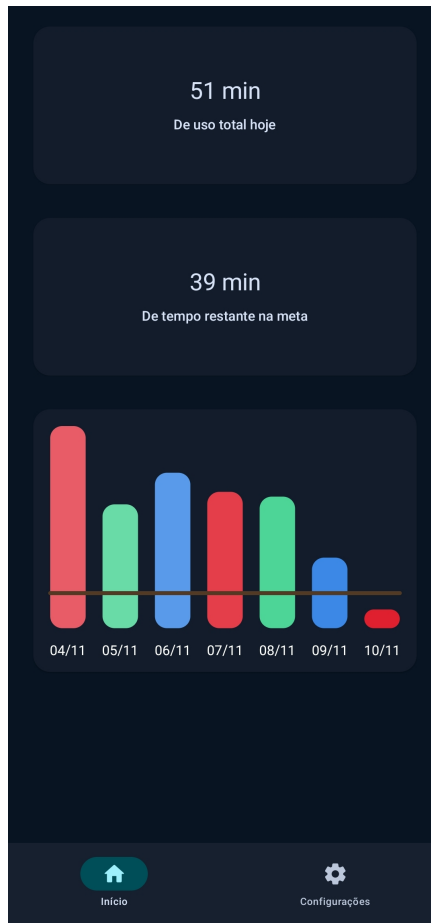 51 min
De uso total hoje
39 min
De tempo restante na meta
04/11 05/11 06/11 07/11 08/11 09/11 10/11
Início Configurações